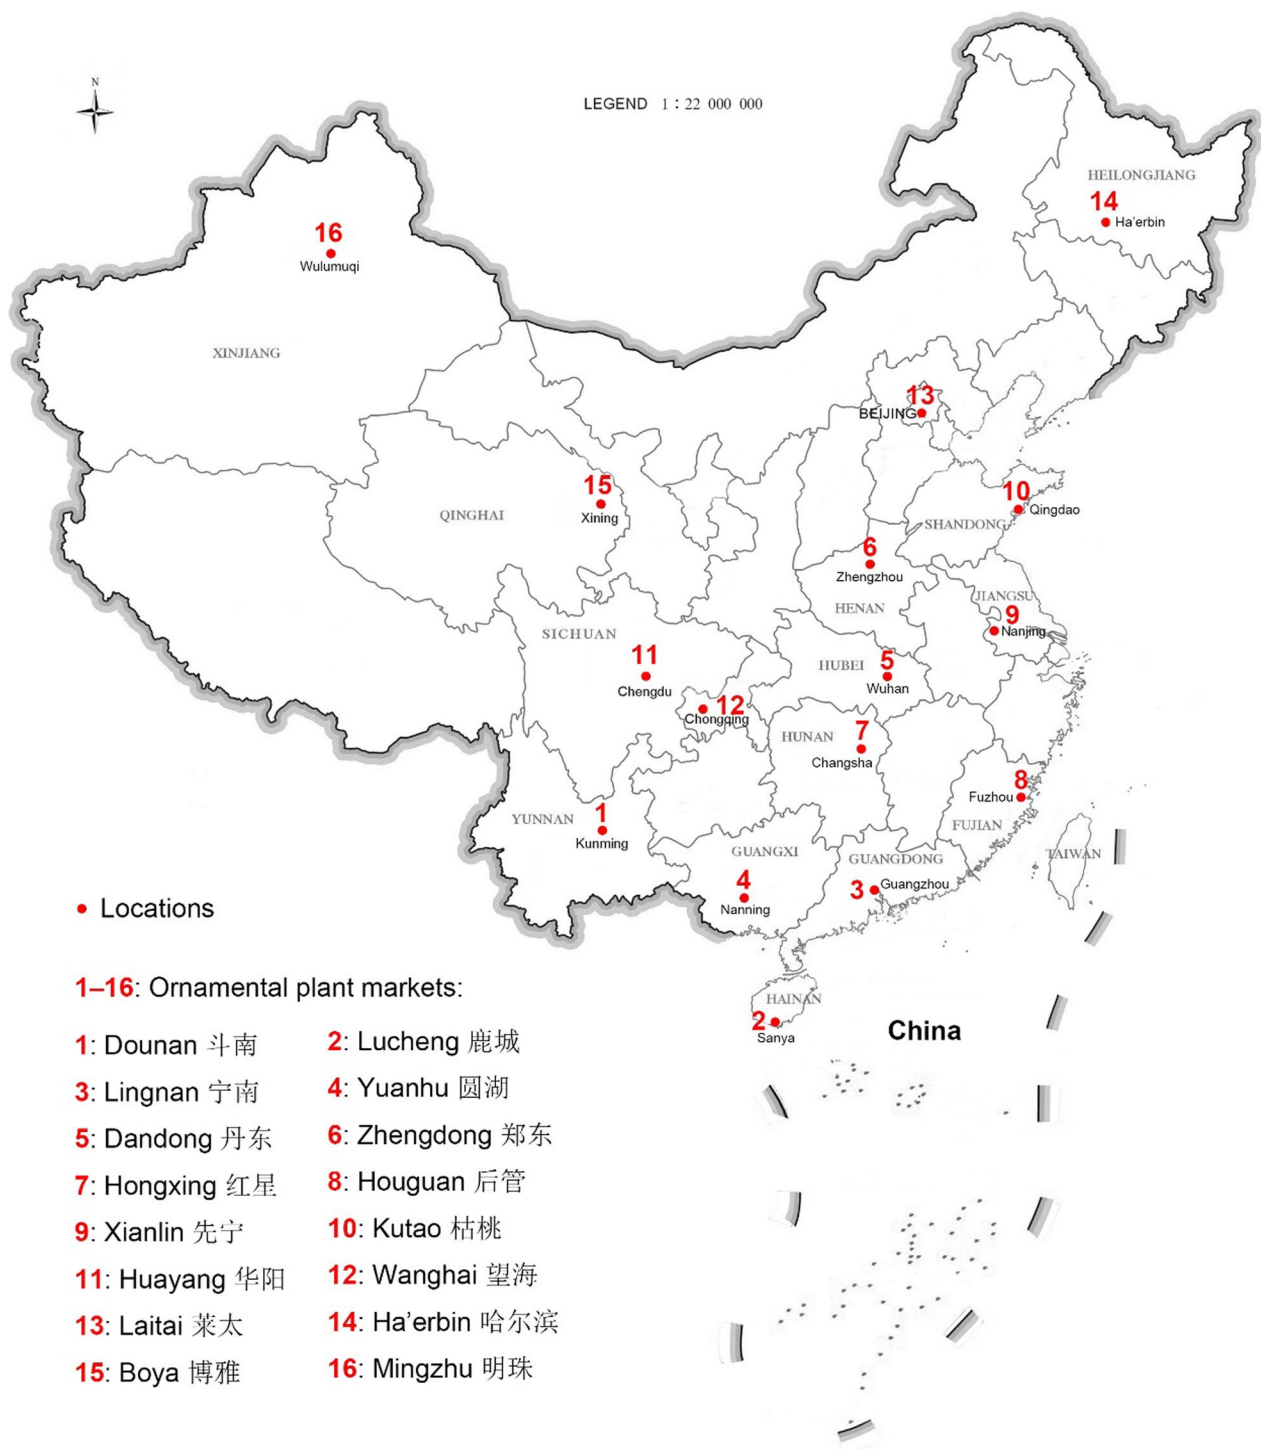 N
LEGEND 1 : 22 000 000
HEILONGJIANG
14
Ha'erbin
16
Wulumuqi
XINJIANG
13
BEIJING
15
Xining
QINGHAI
10
Qingdao
SHANDONG
6
Zhengzhou
HENAN
JIANGSU
9
Nanjing
SICHUAN
11
Chengdu
HUBEI
5
Wuhan
12
Chongqing
HUNAN
7
Changsha
8
Fuzhou
FUJIAN
YUNNAN
1
Kunming
GUANGXI
4
Nanning
GUANGDONG
3
Guangzhou
TAIWAN
HAINAN
2
Sanya
China
Locations
1–16: Ornamental plant markets:
1: Dounan 斗南
2: Lucheng 鹿城
3: Lingnan 宁南
4: Yuanhu 圆湖
5: Dandong 丹东
6: Zhengdong 郑东
7: Hongxing 红星
8: Houguan 后管
9: Xianlin 先宁
10: Kutao 枯桃
11: Huayang 华阳
12: Wanghai 望海
13: Laitai 莱太
14: Ha'erbin 哈尔滨
15: Boya 博雅
16: Mingzhu 明珠